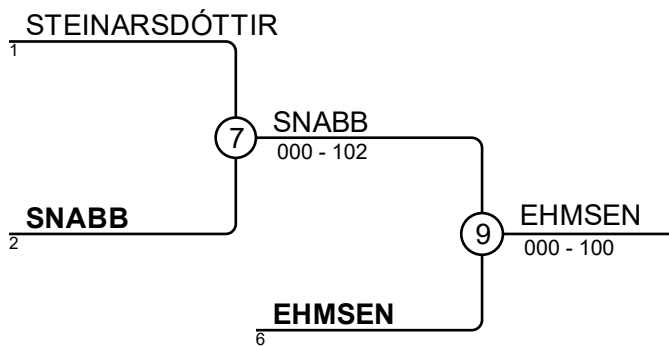 STEINARSDÓTTIR
1
7
SNABB
000 - 102
SNABB
2
9
EHMSEN
000 - 100
EHMSEN
6